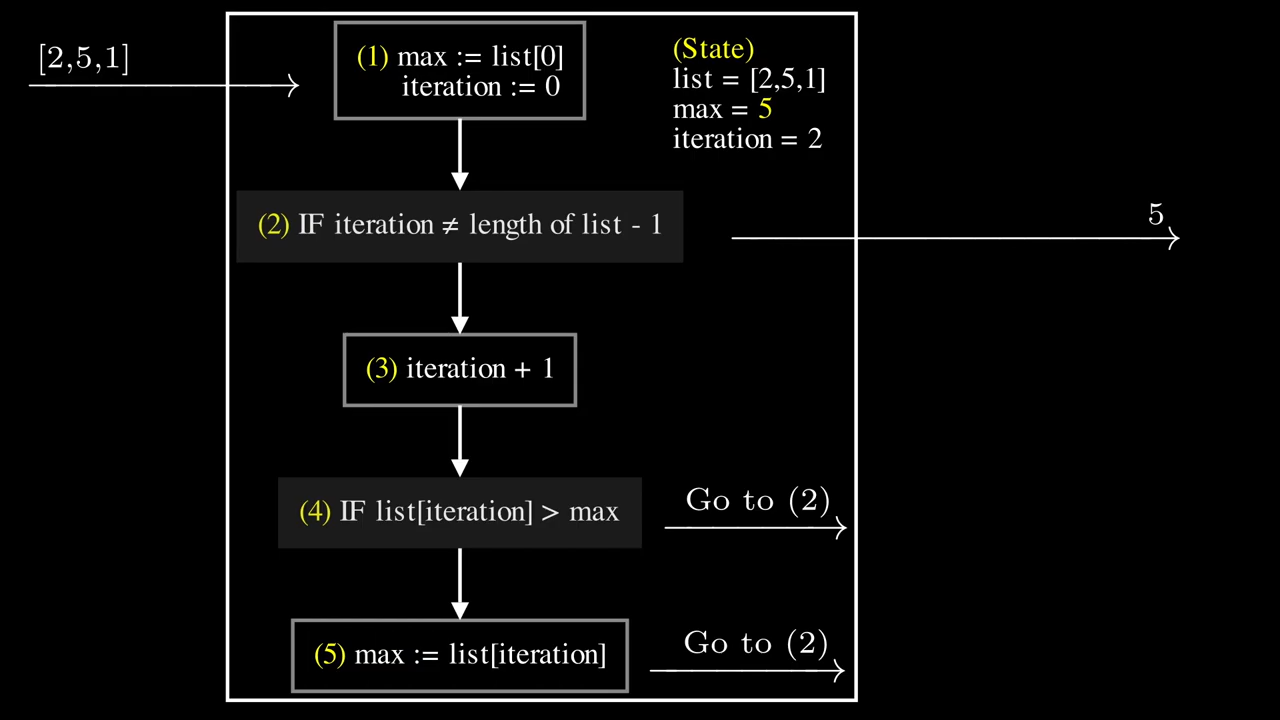 [2,5,1]
(1) max := list[0]
iteration := 0
(State)
list = [2,5,1]
max = 5
iteration = 2
(2) IF iteration ≠ length of list - 1
5
(3) iteration + 1
(4) IF list[iteration] > max
Go to (2)
(5) max := list[iteration]
Go to (2)